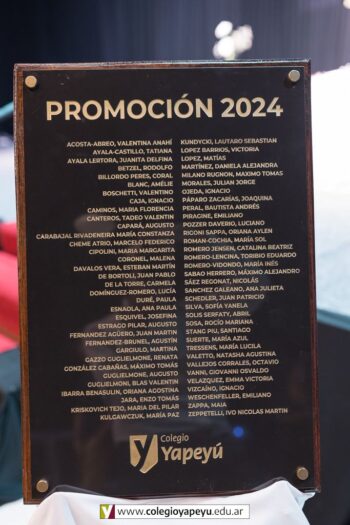 PROMOCIÓN 2024
ACOSTA-ABREO, VALENTINA ANAHÍ
AYALA-CASTILLO, TATIANA
AYALA LERTORA, JUANITA DELFINA
BETZEL, RODOLFO
BILLORDO PERES, CORAL
BLANC, AMÉLIE
BOSCHETTI, VALENTINO
CAJA, IGNACIO
CAMINOS, MARIA FLORENCIA
CANTEROS, TADEO VALENTIN
CAPARÁ, AUGUSTO
CARABAJAL RIVADENEIRA MARÍA CONSTANZA
CHEME ATRIO, MARCELO FEDERICO
CIPOLINI, MARIA MARGARITA
CORONEL, MALENA
DAVALOS VERA, ESTEBAN MARTÍN
DE BORTOLI, JUAN PABLO
DE LA TORRE, CARMELA
DOMÍNGUEZ-ROMERO, LUCÍA
DURÉ, PAULA
ESNAOLA, ANA PAULA
ESQUIVEL, JOSEFINA
ESTRAGO PILAR, AUGUSTO
FERNANDEZ AGÜERO, JUAN MARTIN
FERNANDEZ-BRUNEL, AGUSTÍN
GARGIULO, MARTINA
GAZZO GUGLIELMONE, RENATA
GONZÁLEZ CABAÑAS, MÁXIMO TOMÁS
GUGLIELMONE, AUGUSTO
GUGLIELMONI, BLAS VALENTIN
IBARRA BENASULIN, ORIANA AGOSTINA
JARA, ENZO TOMÁS
KRISKOVICH TEJO, MARIA DEL PILAR
KULGAWCZUK, MARÍA PAZ
KUNDYCKI, LAUTARO SEBASTIAN
LOPEZ BARRIOS, VICTORIA
LOPEZ, MATÍAS
MARTÍNEZ, DANIELA ALEJANDRA
MILANO RUGNON, MAXIMO TOMAS
MORALES, JULIAN JORGE
OJEDA, IGNACIO
PÁPARO ZACARÍAS, JOAQUINA
PERAL, BAUTISTA ANDRÉS
PIRAGINE, EMILIANO
POZZER DAVERIO, LUCIANO
RIGONI SAPPA, ORIANA AYLEN
ROMAN-COCHIA, MARÍA SOL
ROMERO JENSEN, CATALINA BEATRIZ
ROMERO-LENCINA, TORIBIO EDUARDO
ROMERO-VIDONDO, MARÍA INÉS
SABAO HERRERO, MÁXIMO ALEJANDRO
SÁEZ REGONAT, NICOLÁS
SANCHEZ GALEANO, ANA JULIETA
SCHEDLER, JUAN PATRICIO
SILVA, SOFÍA YANELA
SOLIS SERFATY, ABRIL
SOSA, ROCÍO MARIANA
STANG PIU, SANTIAGO
SUERTE, MARÍA AZUL
TRESSENS, MARÍA LUCILA
VALETTO, NATASHA AGOSTINA
VALLEJOS CORRALES, OCTAVIO
VANNI, GIOVANNI OSVALDO
VELAZQUEZ, EMMA VICTORIA
VIZCAÍNO, IGNACIO
WESCHENFELLER, EMILIANO
ZAPPA, MAIA
ZEPPETELLI, IVO NICOLAS MARTIN
Colegio
Yapeyú
www.colegioyapeyu.edu.ar